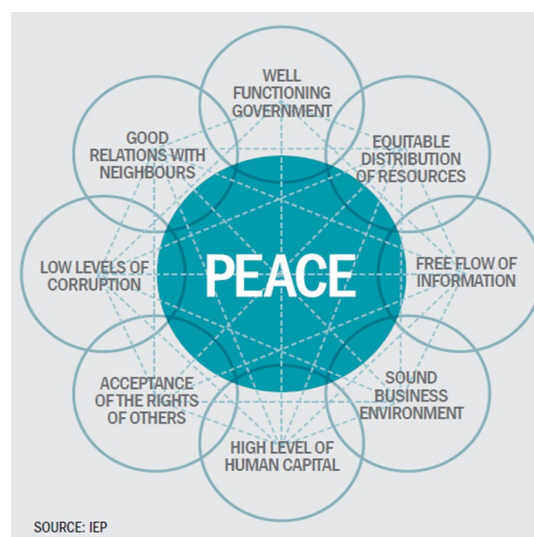 WELL
FUNCTIONING
GOVERNMENT
GOOD
RELATIONS WITH
NEIGHBOURS
EQUITABLE
DISTRIBUTION
OF RESOURCES
LOW LEVELS OF
CORRUPTION
PEACE
FREE FLOW OF
INFORMATION
ACCEPTANCE
OF THE RIGHTS
OF OTHERS
SOUND
BUSINESS
ENVIRONMENT
HIGH LEVEL OF
HUMAN CAPITAL
SOURCE: IEP